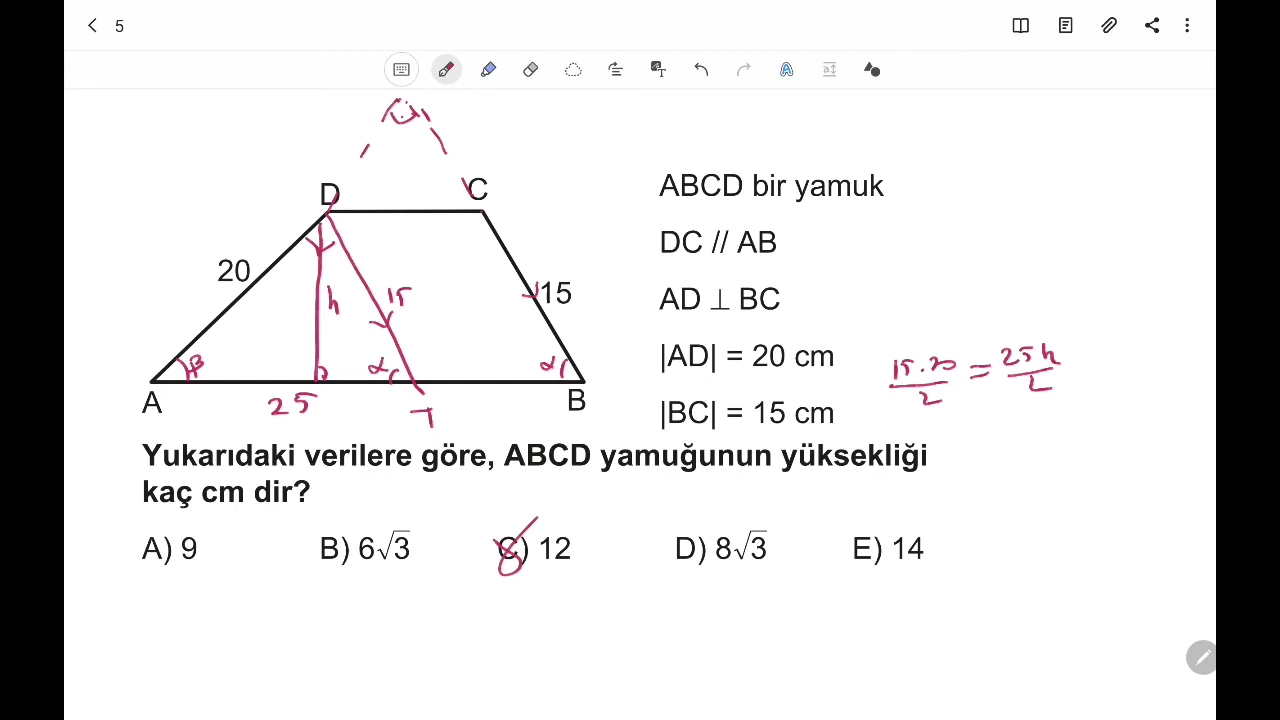 5
D
C
ABCD bir yamuk
DC // AB
20
h
15
15
AD ⊥ BC
|AD| = 20 cm
15.20/2 = 25h/2
β
α
α
A
25
B
|BC| = 15 cm
Yukarıdaki verilere göre, ABCD yamuğunun yüksekliği
kaç cm dir?
A) 9 B) 6√3 C) 12 D) 8√3 E) 14